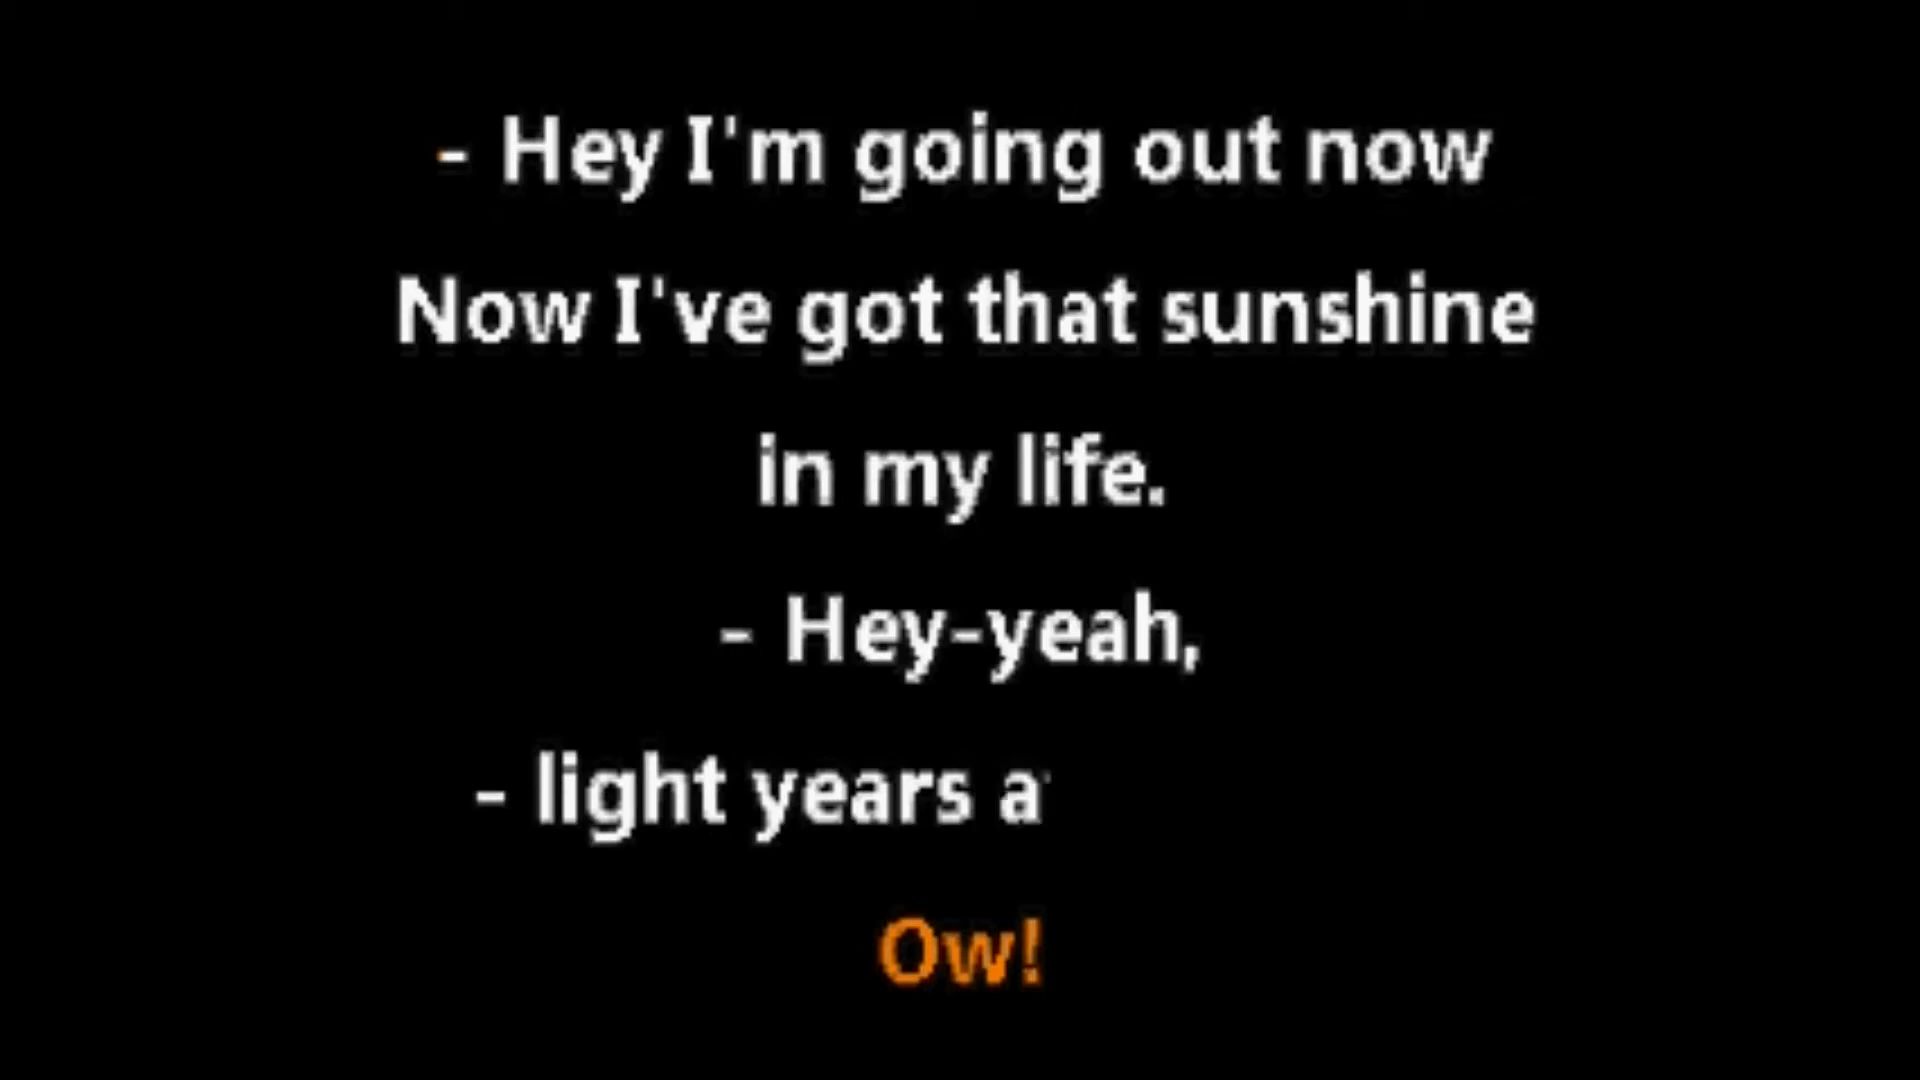 - Hey I'm going out now
Now I've got that sunshine
in my life.
- Hey-yeah,
- light years a
Ow!